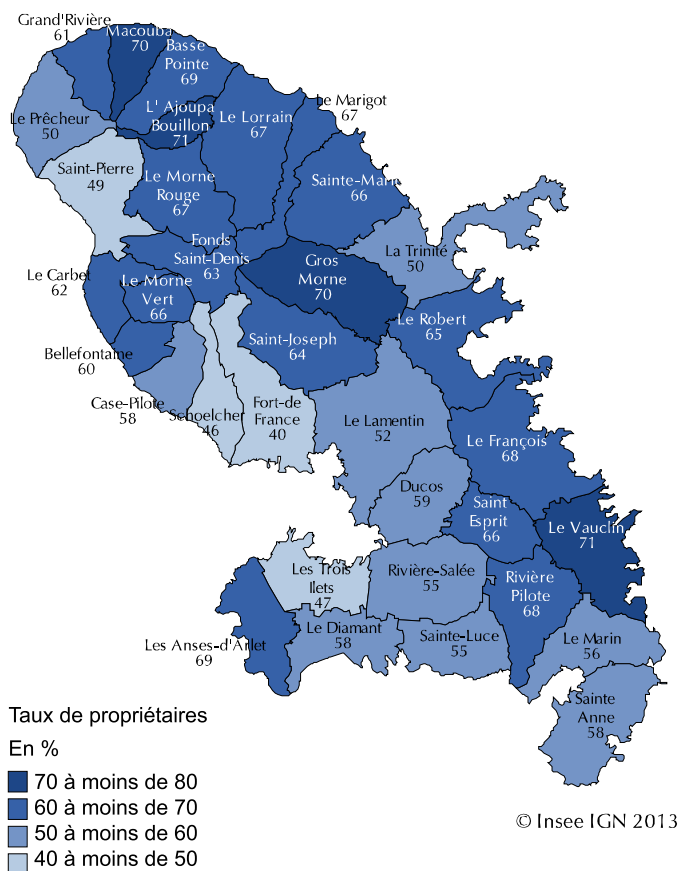 Grand'Rivière
61
Macouba
70
Basse
Pointe
69
Le Prêcheur
50
L' Ajoupa
Bouillon
71
Le Lorrain
67
Le Marigot
67
Saint-Pierre
49
Le Morne
Rouge
67
Sainte-Marie
66
Fonds
Saint-Denis
63
La Trinité
50
Le Carbet
62
Le Morne
Vert
66
Gros
Morne
70
Le Robert
65
Bellefontaine
60
Saint-Joseph
64
Case-Pilote
58
Schoelcher
46
Fort-de
France
40
Le Lamentin
52
Le François
68
Ducos
59
Saint
Esprit
66
Le Vauclin
71
Les Trois
Ilets
47
Rivière-Salée
55
Rivière
Pilote
68
Les Anses-d'Arlet
69
Le Diamant
58
Sainte-Luce
55
Le Marin
56
Sainte
Anne
58
Taux de propriétaires
En %
70 à moins de 80
60 à moins de 70
50 à moins de 60
40 à moins de 50
© Insee IGN 2013